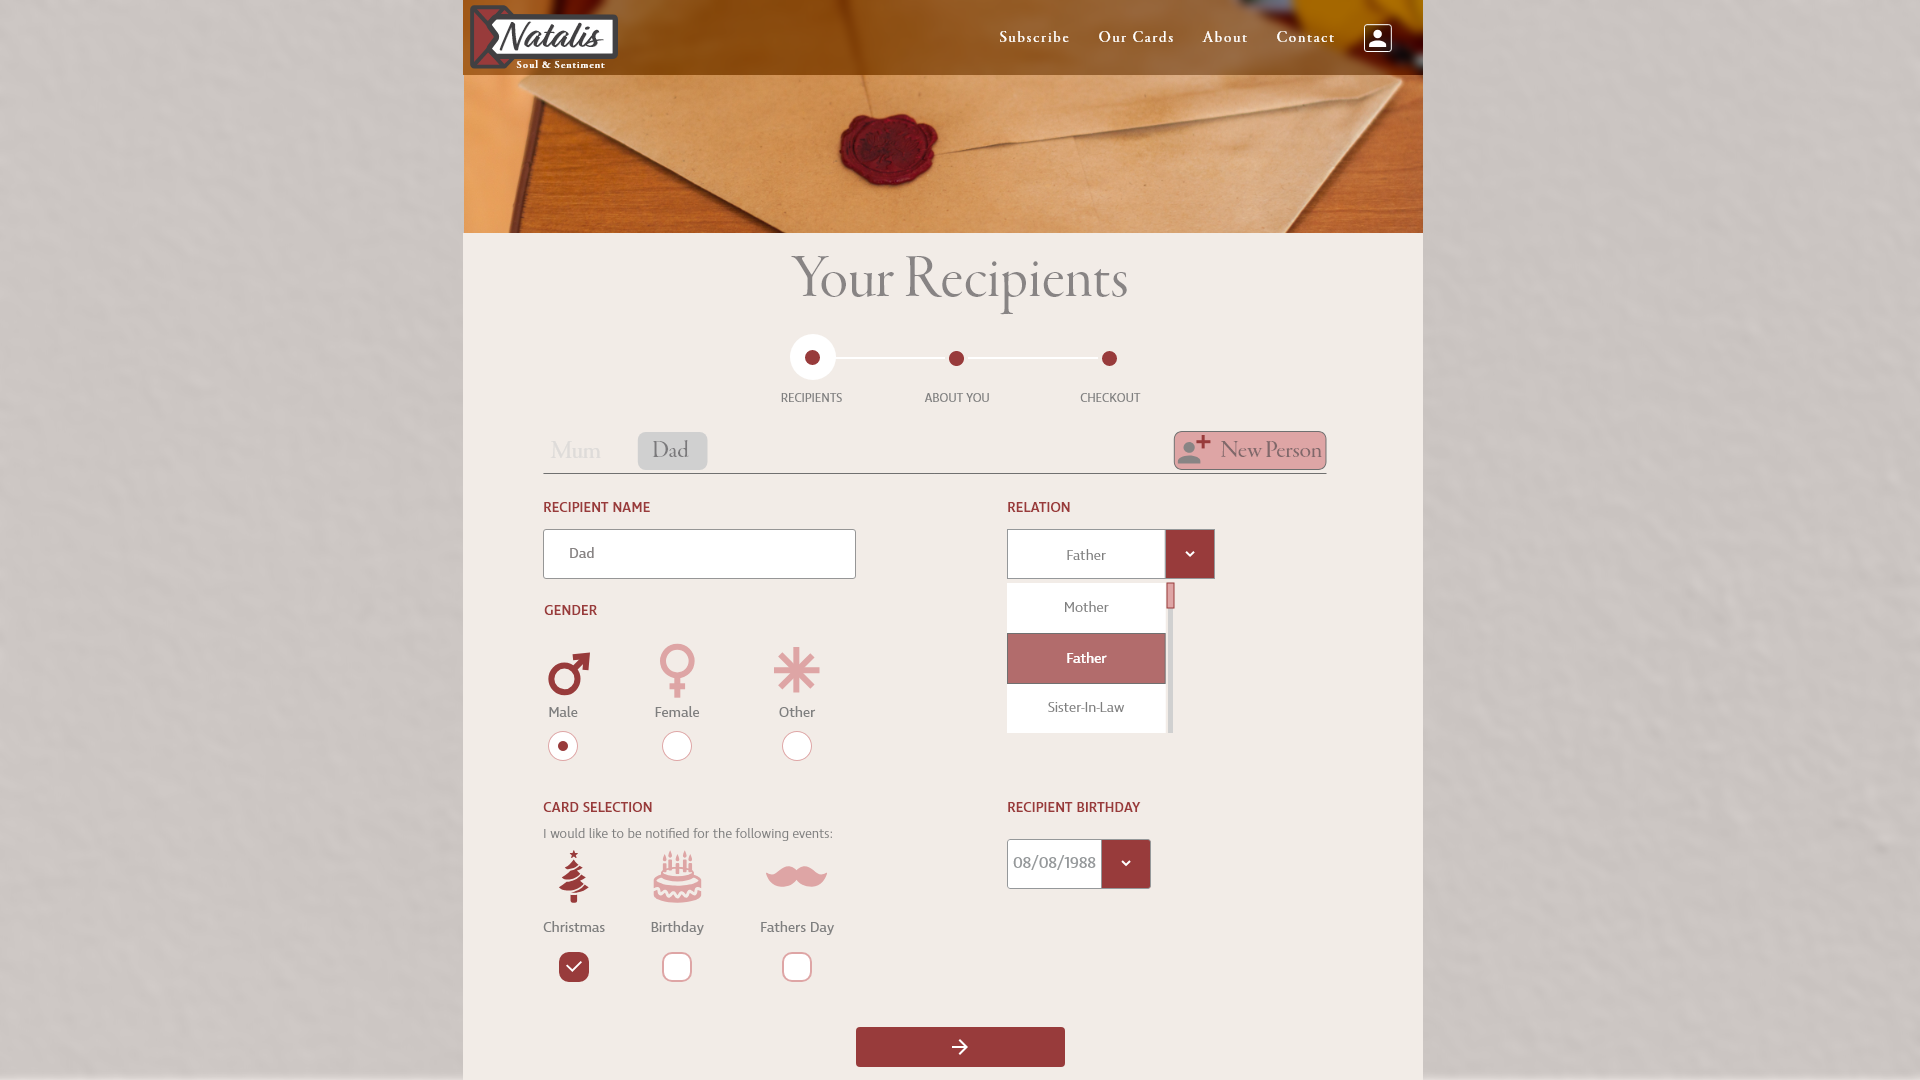 Natalis
Soul & Sentiment
Subscribe
Our Cards
About
Contact
Your Recipients
RECIPIENTS
ABOUT YOU
CHECKOUT
Mum
Dad
New Person
RECIPIENT NAME
Dad
RELATION
Father
Mother
Father
Sister-In-Law
GENDER
Male
Female
Other
CARD SELECTION
I would like to be notified for the following events:
Christmas
Birthday
Fathers Day
RECIPIENT BIRTHDAY
08/08/1988